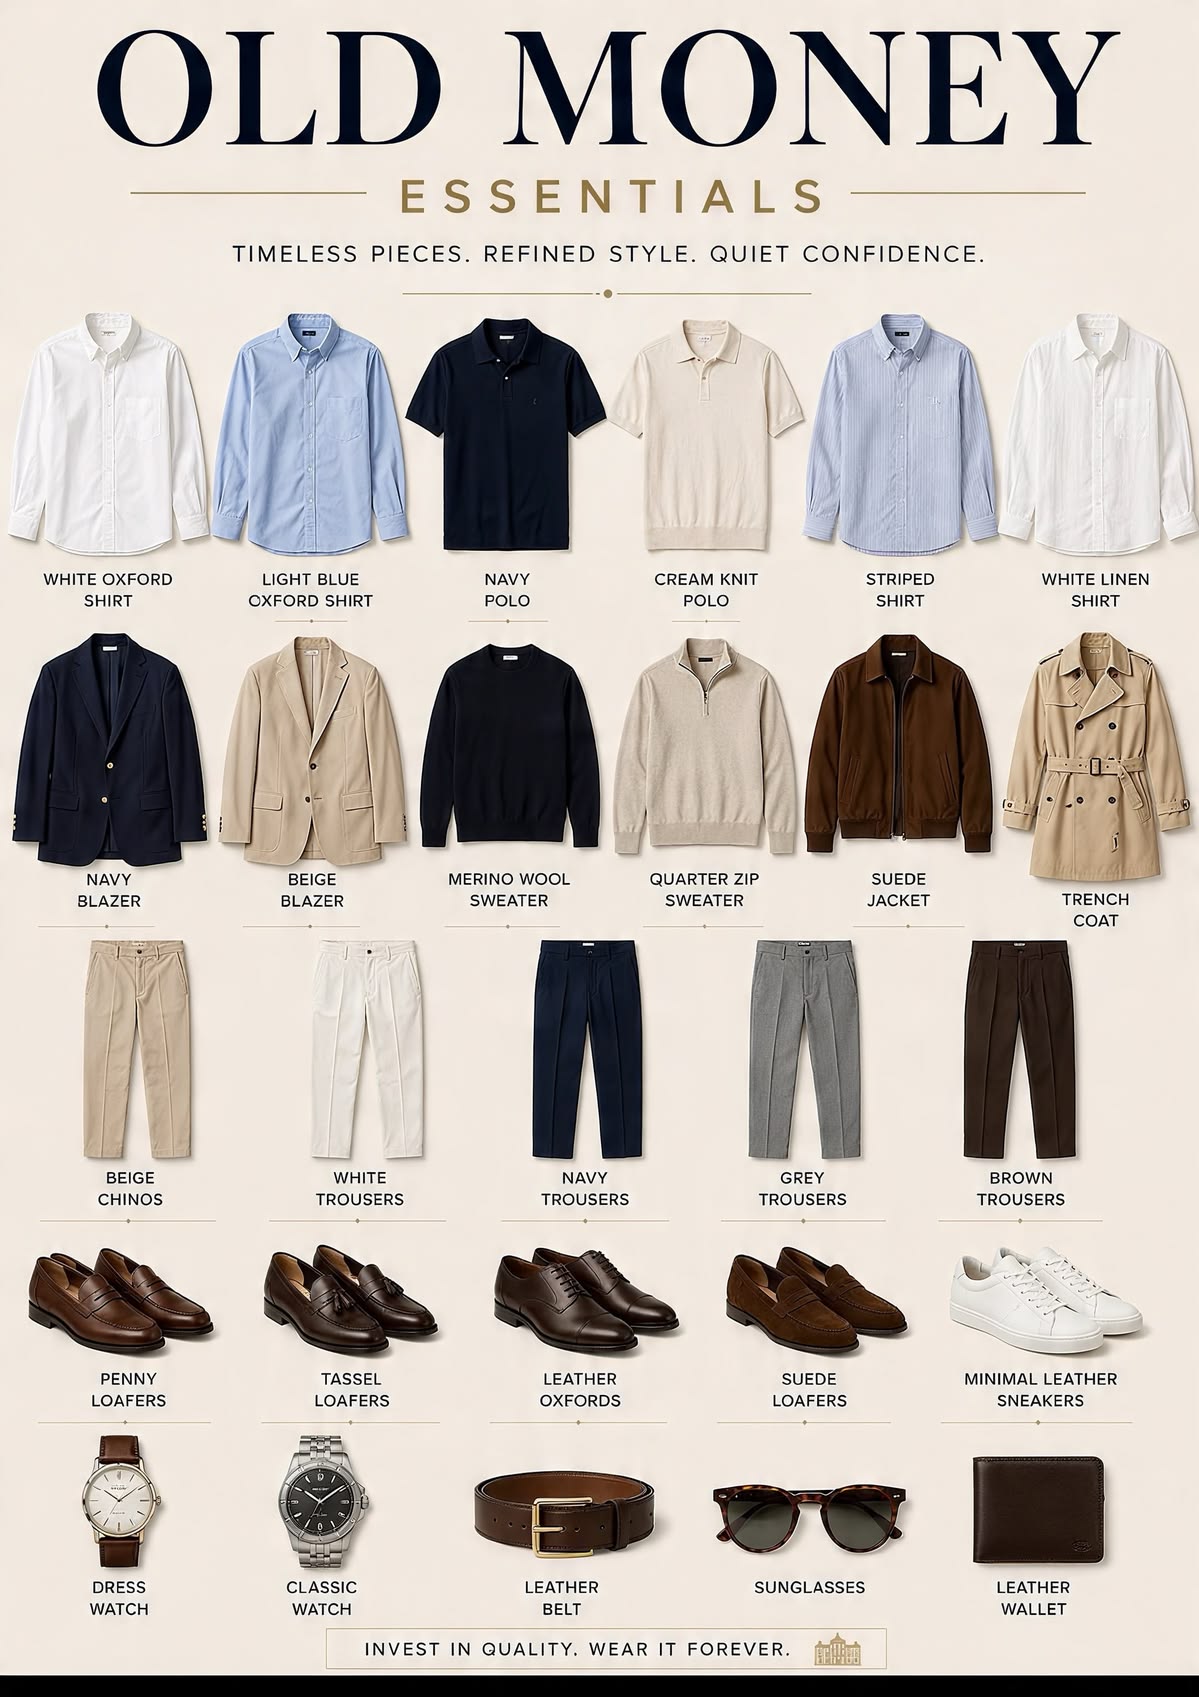 OLD MONEY
ESSENTIALS
TIMELESS PIECES. REFINED STYLE. QUIET CONFIDENCE.
WHITE OXFORD
SHIRT
LIGHT BLUE
OXFORD SHIRT
NAVY
POLO
CREAM KNIT
POLO
STRIPED
SHIRT
WHITE LINEN
SHIRT
NAVY
BLAZER
BEIGE
BLAZER
MERINO WOOL
SWEATER
QUARTER ZIP
SWEATER
SUEDE
JACKET
TRENCH
COAT
BEIGE
CHINOS
WHITE
TROUSERS
NAVY
TROUSERS
GREY
TROUSERS
BROWN
TROUSERS
PENNY
LOAFERS
TASSEL
LOAFERS
LEATHER
OXFORDS
SUEDE
LOAFERS
MINIMAL LEATHER
SNEAKERS
DRESS
WATCH
CLASSIC
WATCH
LEATHER
BELT
SUNGLASSES
LEATHER
WALLET
INVEST IN QUALITY. WEAR IT FOREVER.